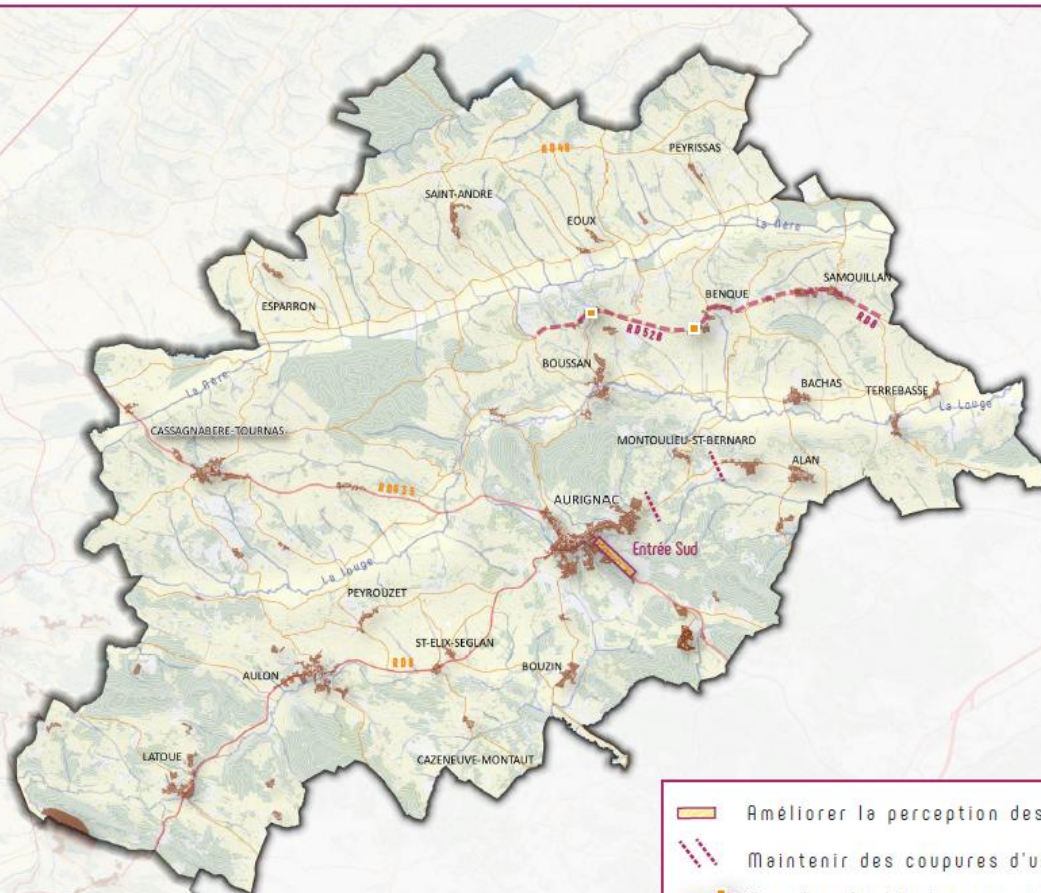 RD48
PEYRISSAS
SAINT-ANDRE
EOUX
La Nère
ESPARRON
BENQUE
SAMOUILLAN
RD528
RD8
BOUSSAN
La Nère
BACHAS
TERREBASSE
La Louge
CASSAGNABERE-TOURNAS
MONTOULIEU-ST-BERNARD
ALAN
RD635
AURIGNAC
Entrée Sud
La Louge
PEYROUZET
ST-ELIX-SEGLAN
RD8
BOUZIN
AULON
LATOUE
CAZENEUVE-MONTAUT
Améliorer la perception des
Maintenir des coupures d'u